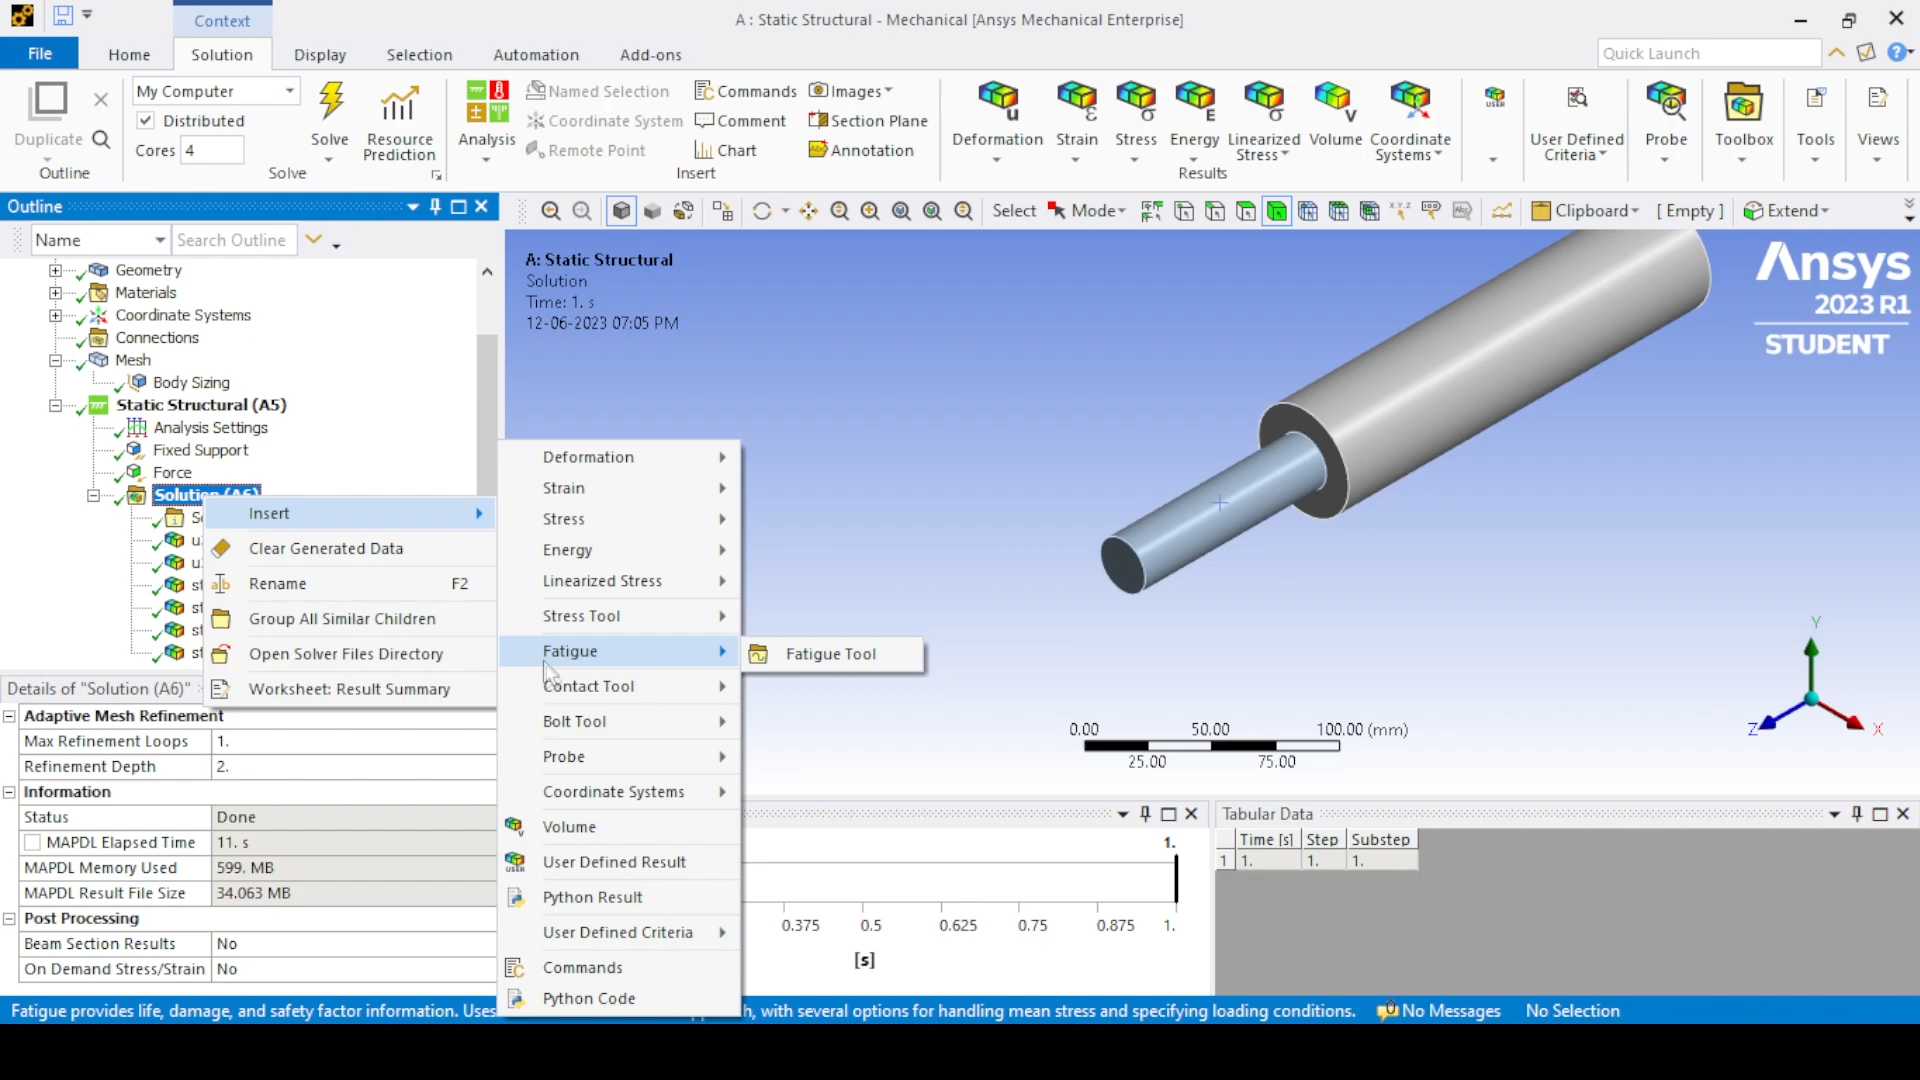 Context
A : Static Structural - Mechanical [Ansys Mechanical Enterprise]
File
Home
Solution
Display
Selection
Automation
Add-ons
Quick Launch
Duplicate
Outline
My Computer
Distributed
Cores 4
Solve
Resource
Prediction
Solve
Analysis
Named Selection
Coordinate System
Remote Point
Commands
Comment
Chart
Images
Section Plane
Annotation
Insert
Deformation
Strain
Stress
Energy
Linearized
Stress
Volume
Coordinate
Systems
Results
USER
User Defined
Criteria
Probe
Toolbox
Tools
Views
Outline
Name
Search Outline
Select
Mode
Clipboard
[ Empty ]
Extend
Geometry
Materials
Coordinate Systems
Connections
Mesh
Body Sizing
Static Structural (A5)
Analysis Settings
Fixed Support
Force
Solution (A6)
Insert
Clear Generated Data
Rename F2
Group All Similar Children
Open Solver Files Directory
Worksheet: Result Summary
Deformation
Strain
Stress
Energy
Linearized Stress
Stress Tool
Fatigue
Contact Tool
Bolt Tool
Probe
Coordinate Systems
Volume
User Defined Result
Python Result
User Defined Criteria
Commands
Python Code
Fatigue Tool
A: Static Structural
Solution
Time: 1. s
12-06-2023 07:05 PM
Ansys
2023 R1
STUDENT
0.00 50.00 100.00 (mm)
25.00 75.00
Y
Z
X
Details of "Solution (A6)"
Adaptive Mesh Refinement
Max Refinement Loops 1.
Refinement Depth 2.
Information
Status Done
MAPDL Elapsed Time 11. s
MAPDL Memory Used 599. MB
MAPDL Result File Size 34.063 MB
Post Processing
Beam Section Results No
On Demand Stress/Strain No
1.
0.375 0.5 0.625 0.75 0.875 1.
[s]
Tabular Data
Time [s] Step Substep
1 1. 1. 1.
Fatigue provides life, damage, and safety factor information. Uses
h, with several options for handling mean stress and specifying loading conditions.
No Messages
No Selection